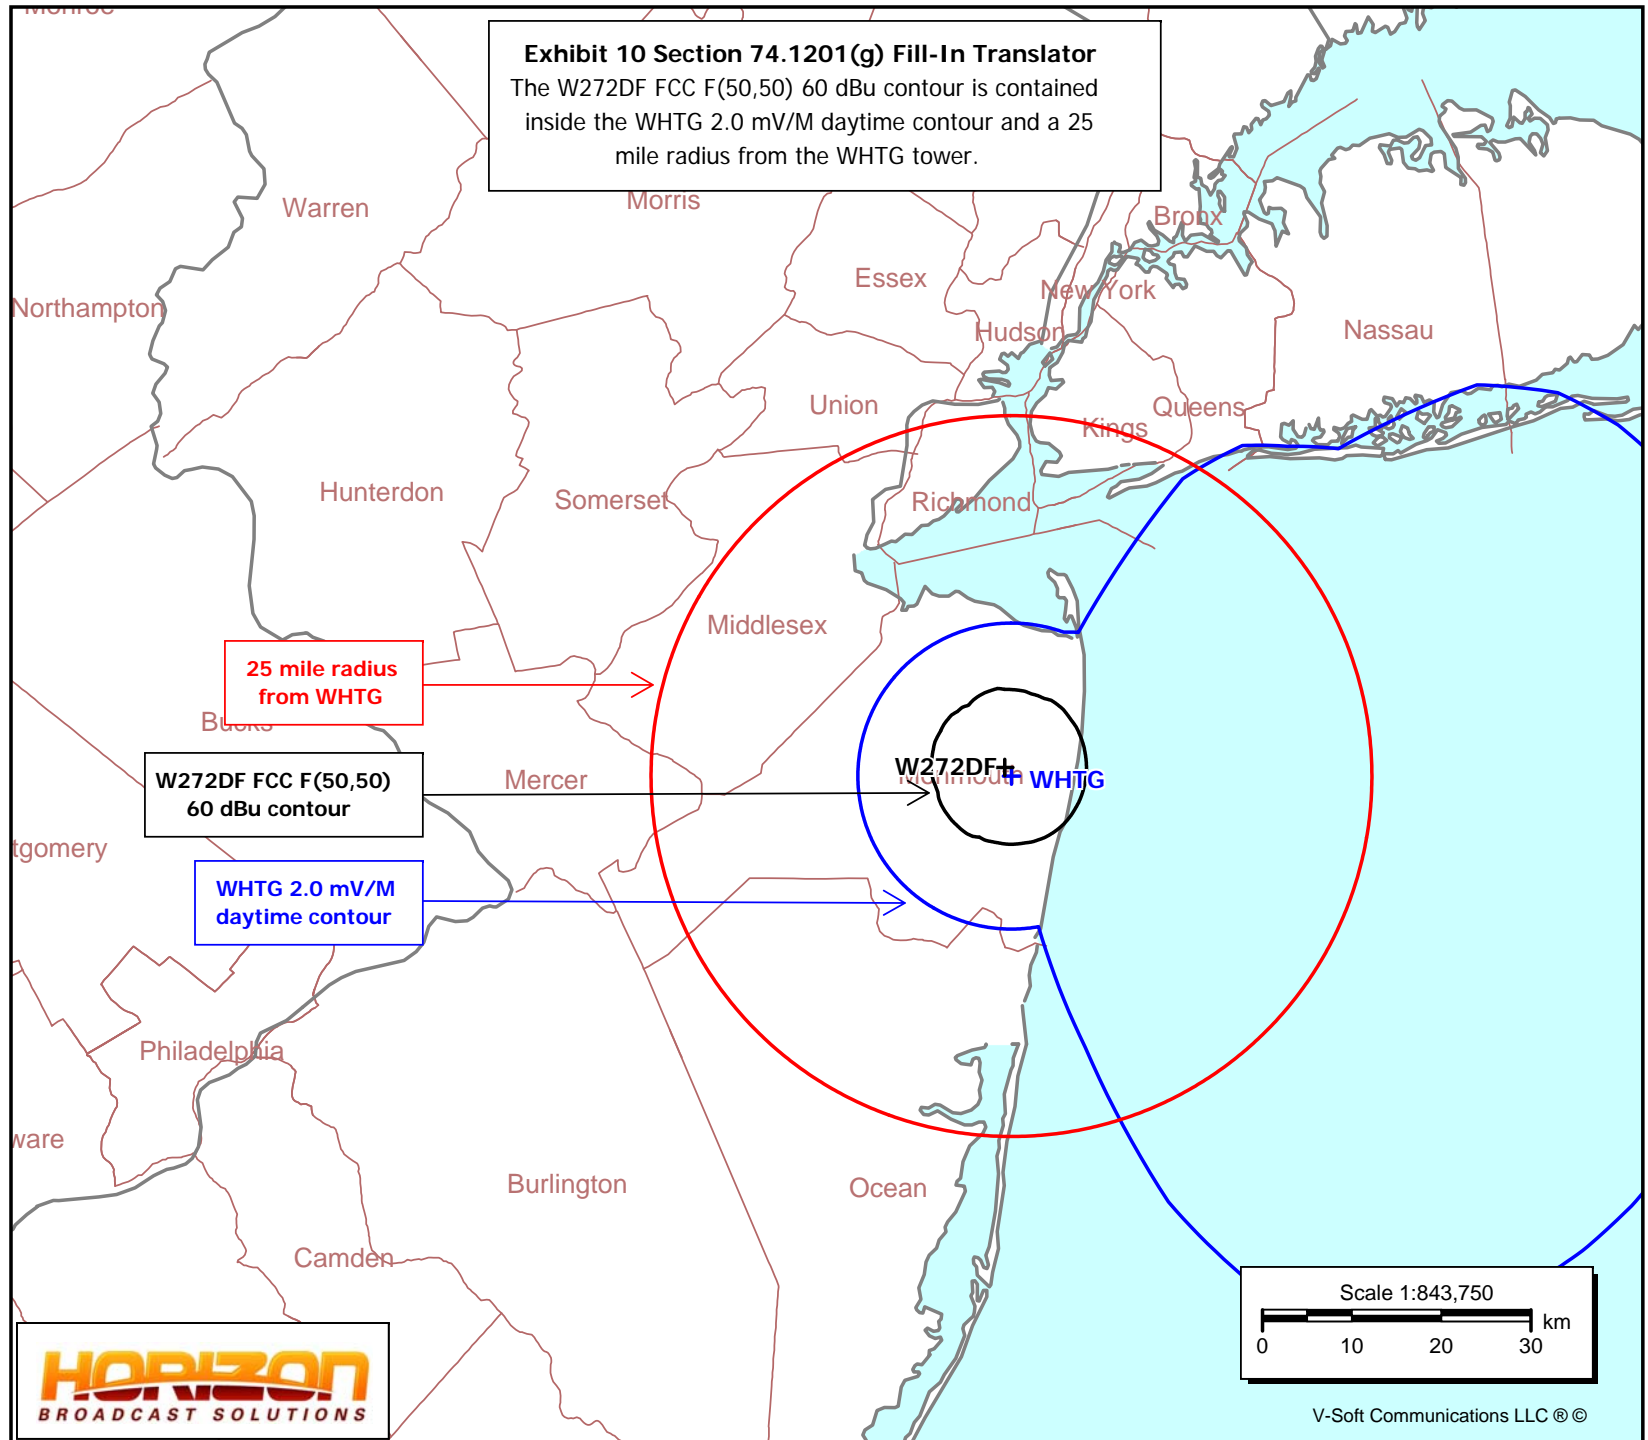 Monroe
Exhibit 10 Section 74.1201(g) Fill-In Translator
The W272DF FCC F(50,50) 60 dBu contour is contained
inside the WHTG 2.0 mV/M daytime contour and a 25
mile radius from the WHTG tower.
Warren
Morris
Bronx
Essex
New York
Northampton
Hudson
Nassau
Union
Queens
Kings
Hunterdon
Somerset
Richmond
Middlesex
25 mile radius
from WHTG
Bucks
W272DF
Monmouth
WHTG
W272DF FCC F(50,50)
60 dBu contour
Mercer
tgomery
WHTG 2.0 mV/M
daytime contour
Philadelphia
ware
Burlington
Ocean
Camden
Scale 1:843,750
km
0 10 20 30
HORIZON
BROADCAST SOLUTIONS
V-Soft Communications LLC ® ©